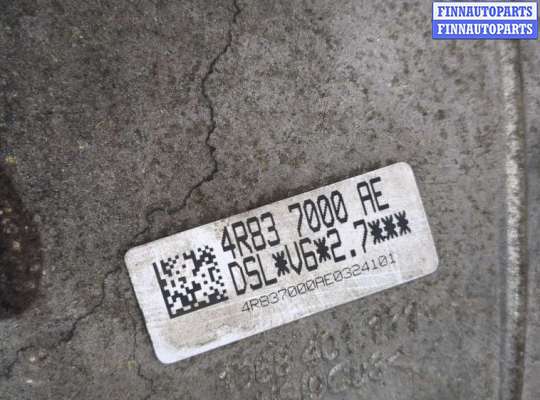 FINNAUTOPARTS
FINNAUTOPARTS
4R83 7000 AE
DSL*V6*2.7***
4R837000AE0324101